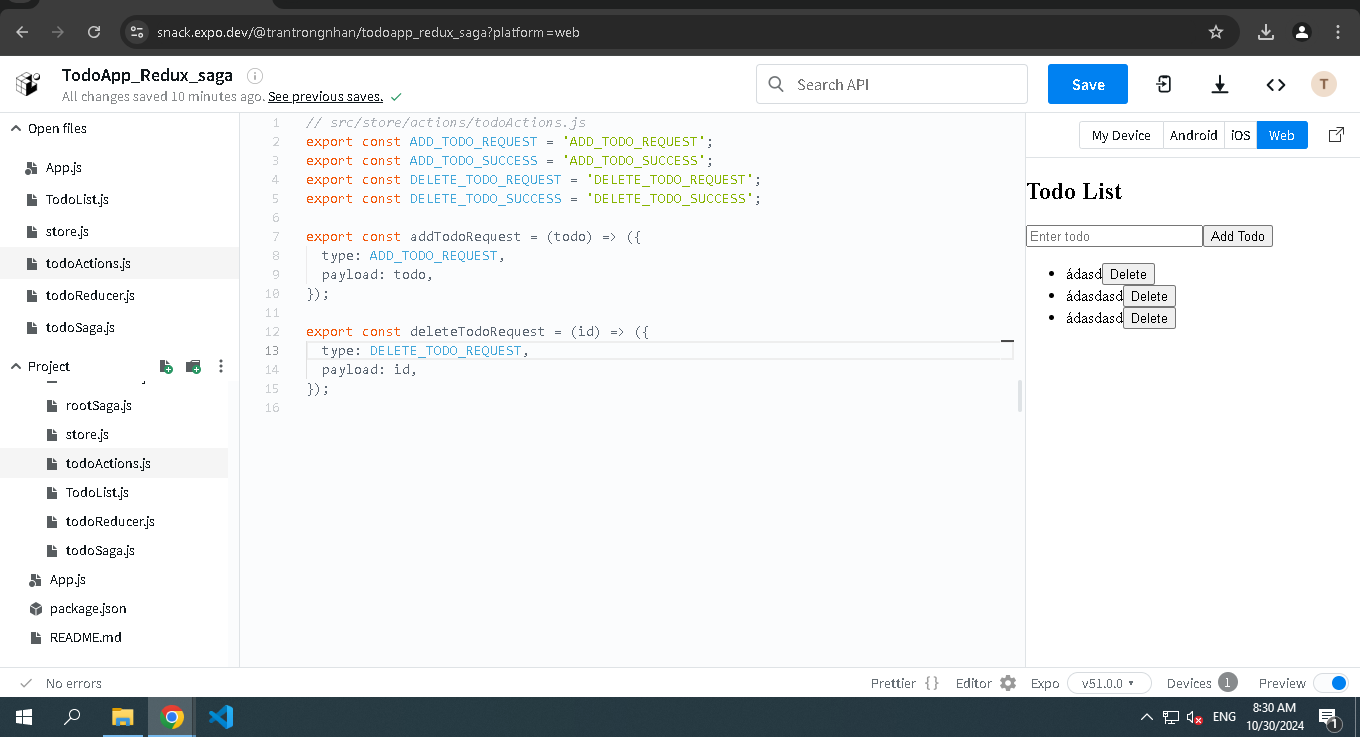 snack.expo.dev/@trantrongnhan/todoapp_redux_saga?platform=web
TodoApp_Redux_saga
All changes saved 10 minutes ago. See previous saves.
Search API
Save
T
Open files
App.js
TodoList.js
store.js
todoActions.js
todoReducer.js
todoSaga.js
Project
rootSaga.js
store.js
todoActions.js
TodoList.js
todoReducer.js
todoSaga.js
App.js
package.json
README.md
1 // src/store/actions/todoActions.js
2 export const ADD_TODO_REQUEST = 'ADD_TODO_REQUEST';
3 export const ADD_TODO_SUCCESS = 'ADD_TODO_SUCCESS';
4 export const DELETE_TODO_REQUEST = 'DELETE_TODO_REQUEST';
5 export const DELETE_TODO_SUCCESS = 'DELETE_TODO_SUCCESS';
6
7 export const addTodoRequest = (todo) => ({
8 type: ADD_TODO_REQUEST,
9 payload: todo,
10 });
11
12 export const deleteTodoRequest = (id) => ({
13 type: DELETE_TODO_REQUEST,
14 payload: id,
15 });
16
My Device Android iOS Web
Todo List
Enter todo Add Todo
ádasd Delete
ádasdasd Delete
ádasdasd Delete
No errors
Prettier {} Editor Expo v51.0.0 Devices 1 Preview
ENG
8:30 AM
10/30/2024
1